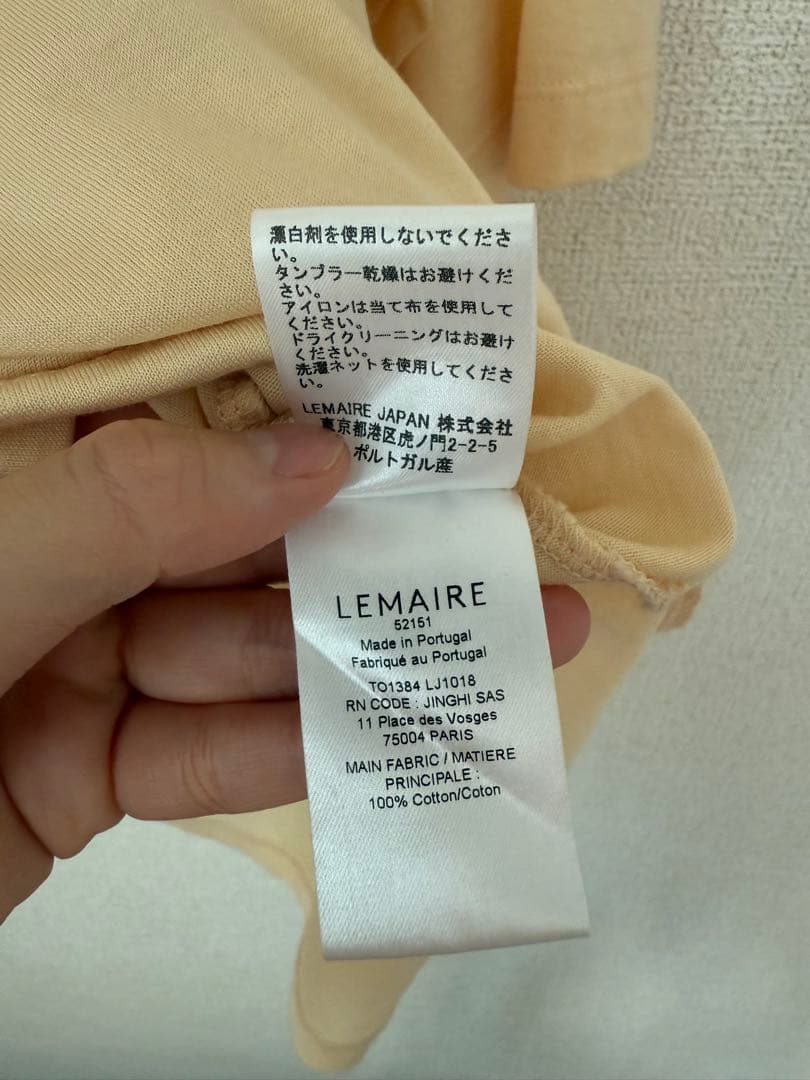 漂白剤を使用しないでくださ
い。
タンブラー乾燥はお避けくだ
さい。
アイロンは当て布を使用して
ください。
ドライクリーニングはお避け
ください。
洗濯ネットを使用してくださ
い。
LEMAIRE JAPAN 株式会社
東京都港区虎ノ門2-2-5
ポルトガル産
LEMAIRE
52151
Made in Portugal
Fabriqué au Portugal
TO1384 LJ1018
RN CODE : JINGHI SAS
11 Place des Vosges
75004 PARIS
MAIN FABRIC / MATIERE
PRINCIPALE :
100% Cotton/Coton